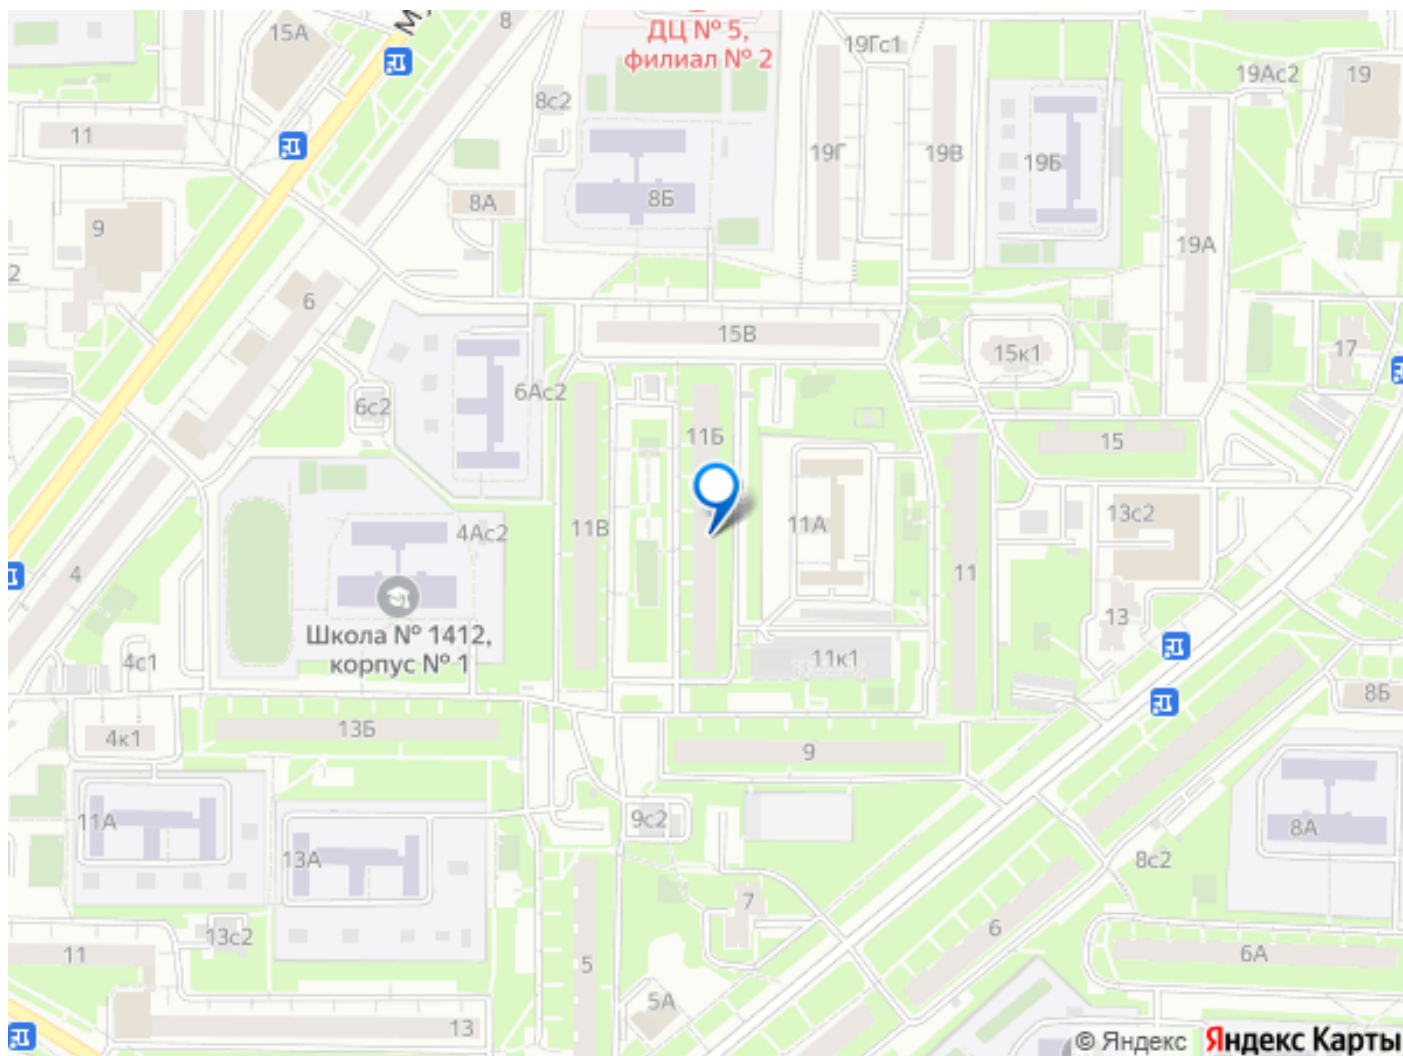 15А
8
ДЦ № 5,
филиал № 2
19Гс1
19Ас2
19
8с2
11
19Г
19В
19Б
8А
8Б
9
19А
2
6
15В
15к1
17
6Ас2
6с2
11Б
15
11В
11А
13с2
4Ас2
4
11
13
Школа № 1412,
корпус № 1
4с1
11к1
8Б
4к1
13Б
9
11А
9с2
8А
13А
8с2
7
13с2
6
11
5
6А
5А
13
© Яндекс Яндекс Карты